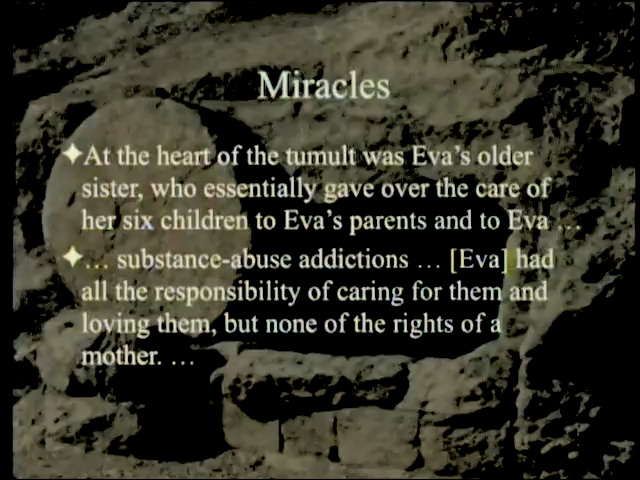 Miracles
At the heart of the tumult was Eva's older
sister, who essentially gave over the care of
her six children to Eva's parents and to Eva …
… substance-abuse addictions … [Eva] had
all the responsibility of caring for them and
loving them, but none of the rights of a
mother. …